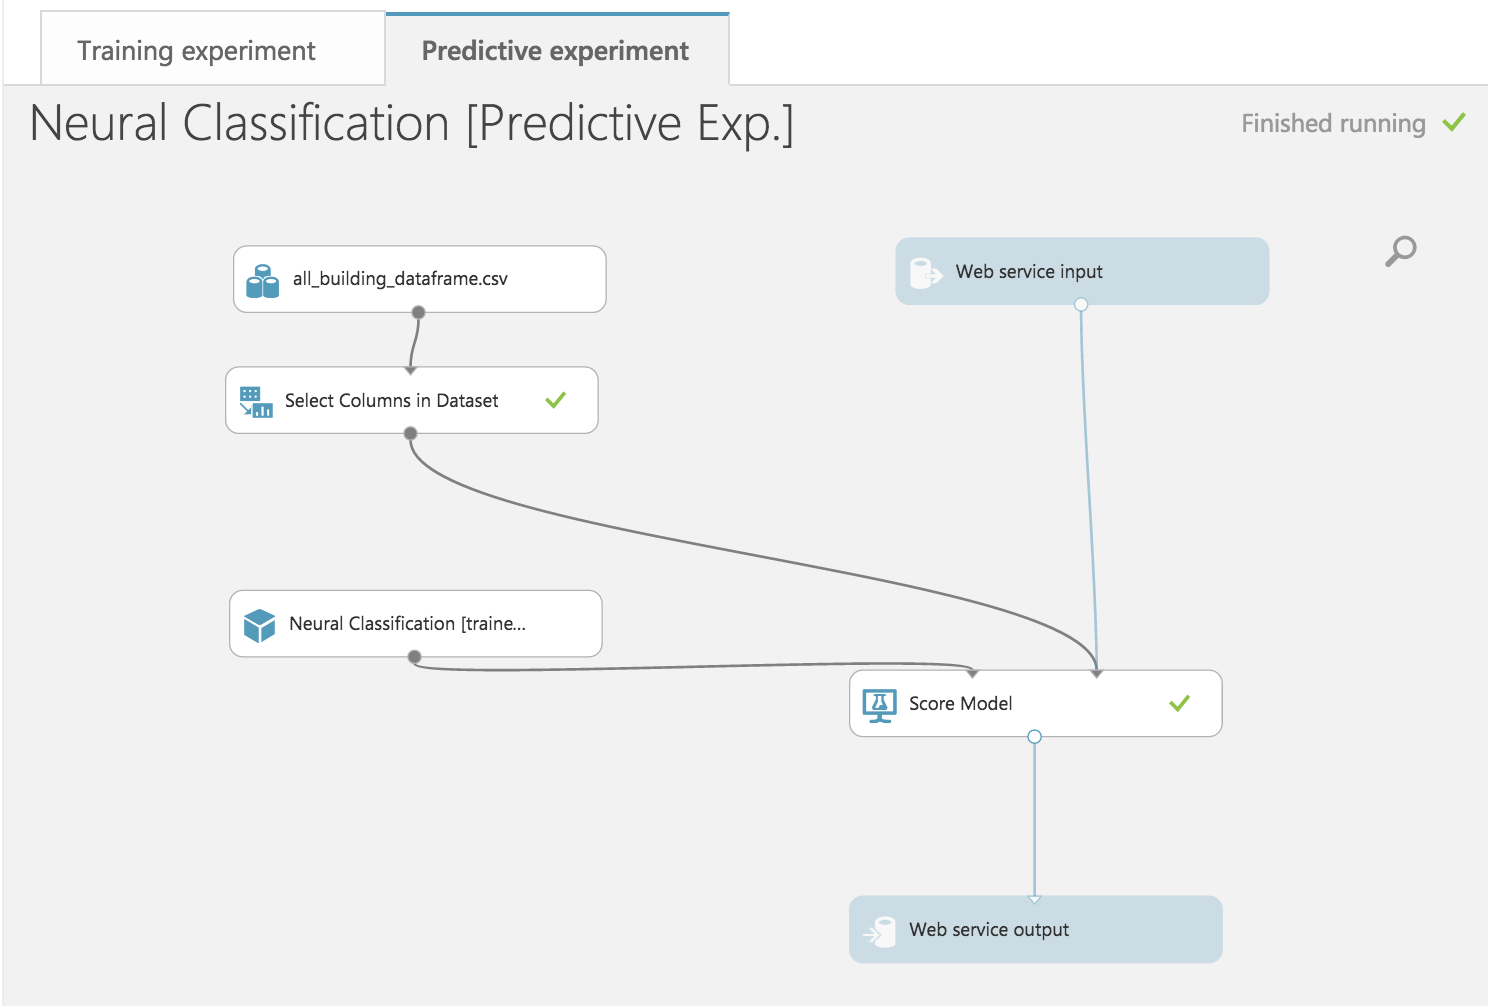 Training experiment
Predictive experiment
Neural Classification [Predictive Exp.]
Finished running
all_building_dataframe.csv
Web service input
Select Columns in Dataset
Neural Classification [traine...
Score Model
Web service output